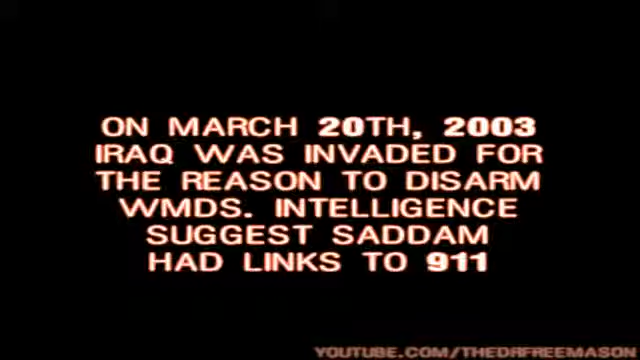 ON MARCH 20TH, 2003
IRAQ WAS INVADED FOR
THE REASON TO DISARM
WMDS. INTELLIGENCE
SUGGEST SADDAM
HAD LINKS TO 911
YOUTUBE.COM/THEDRFREEMASON